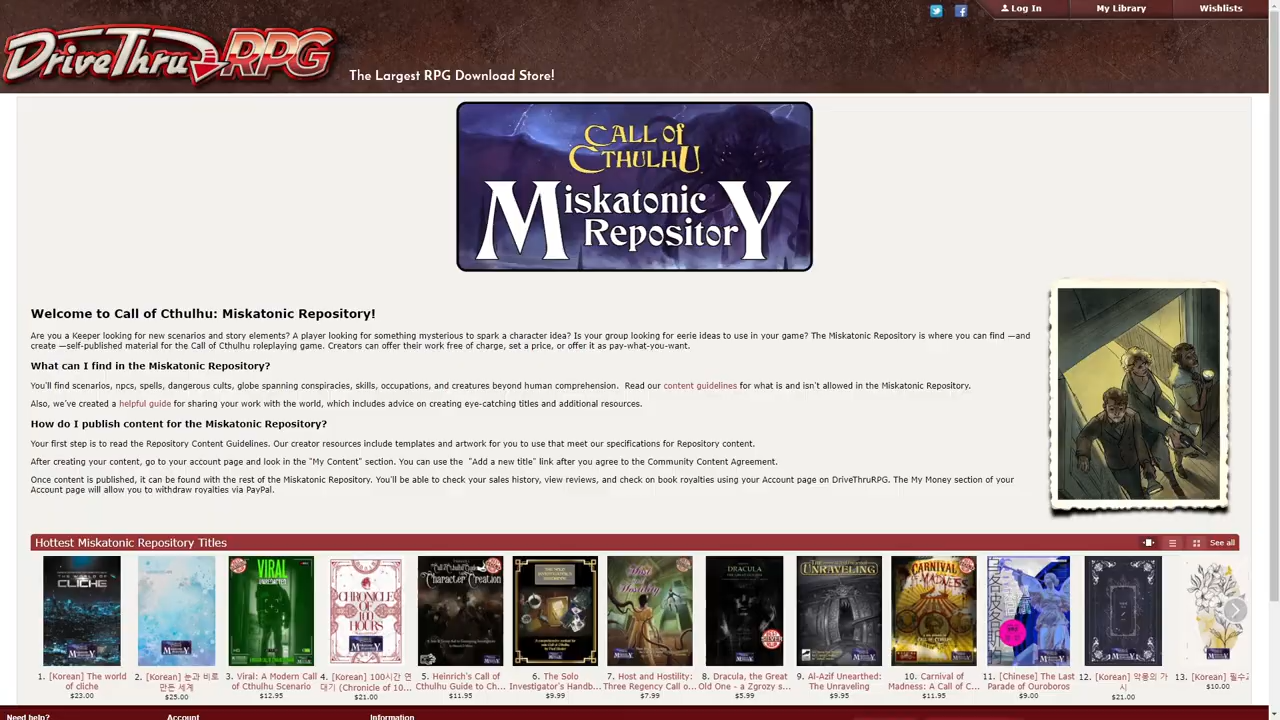 Log In
My Library
Wishlists
DriveThruRPG
The Largest RPG Download Store!
CALL of
CTHULHU
Miskatonic
RepositorY
Welcome to Call of Cthulhu: Miskatonic Repository!
Are you a Keeper looking for new scenarios and story elements? A player looking for something mysterious to spark a character idea? Is your group looking for eerie ideas to use in your game? The Miskatonic Repository is where you can find —and
create —self-published material for the Call of Cthulhu roleplaying game. Creators can offer their work free of charge, set a price, or offer it as pay-what-you-want.
What can I find in the Miskatonic Repository?
You'll find scenarios, npcs, spells, dangerous cults, globe spanning conspiracies, skills, occupations, and creatures beyond human comprehension. Read our content guidelines for what is and isn't allowed in the Miskatonic Repository.
Also, we've created a helpful guide for sharing your work with the world, which includes advice on creating eye-catching titles and additional resources.
How do I publish content for the Miskatonic Repository?
Your first step is to read the Repository Content Guidelines. Our creator resources include templates and artwork for you to use that meet our specifications for Repository content.
After creating your content, go to your account page and look in the "My Content" section. You can use the "Add a new title" link after you agree to the Community Content Agreement.
Once content is published, it can be found with the rest of the Miskatonic Repository. You'll be able to check your sales history, view reviews, and check on book royalties using your Account page on DriveThruRPG. The My Money section of your
Account page will allow you to withdraw royalties via PayPal.
Hottest Miskatonic Repository Titles
See all
CLICHE
VIRAL
CHRONICLE
HOURS
Character Creation
DRACULA
UNRAVELING
CARNIVAL
MADNESS
1. [Korean] The world
of cliche
$23.00
2. [Korean] 눈과 바로
만든 세계
$25.00
3. Viral: A Modern Call
of Cthulhu Scenario
$12.95
4. [Korean] 100시간 연
대기 (Chronicle of 10...
$21.00
5. Heinrich's Call of
Cthulhu Guide to Ch...
$11.95
6. The Solo
Investigator's Handb...
$9.99
7. Host and Hostility:
Three Regency Call o...
$7.99
8. Dracula, the Great
Old One - a Zgrozy s...
$5.99
9. Al-Azif Unearthed:
The Unraveling
$9.95
10. Carnival of
Madness: A Call of C...
$11.95
11. [Chinese] The Last
Parade of Ouroboros
$9.00
12. [Korean] 악몽의 가
시
$21.00
13. [Korean] 필수
$10.00
Need help?
Account
Information